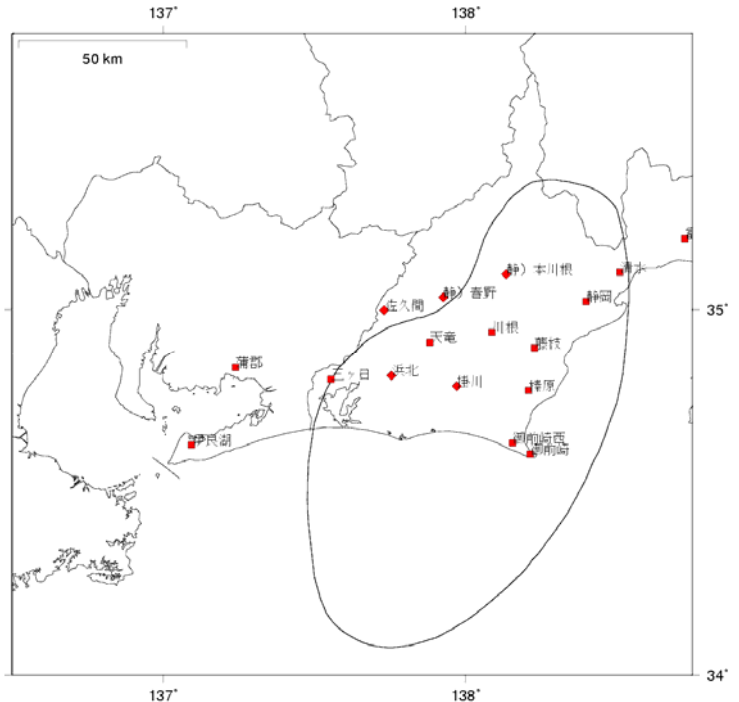 137°
138°
50 km
静）本川根
清水
静）春野
静岡
佐久間
35°
川根
天竜
藤枝
蒲郡
三ヶ日
浜北
掛川
榛原
伊良湖
御前崎西
御前崎
34°
137°
138°